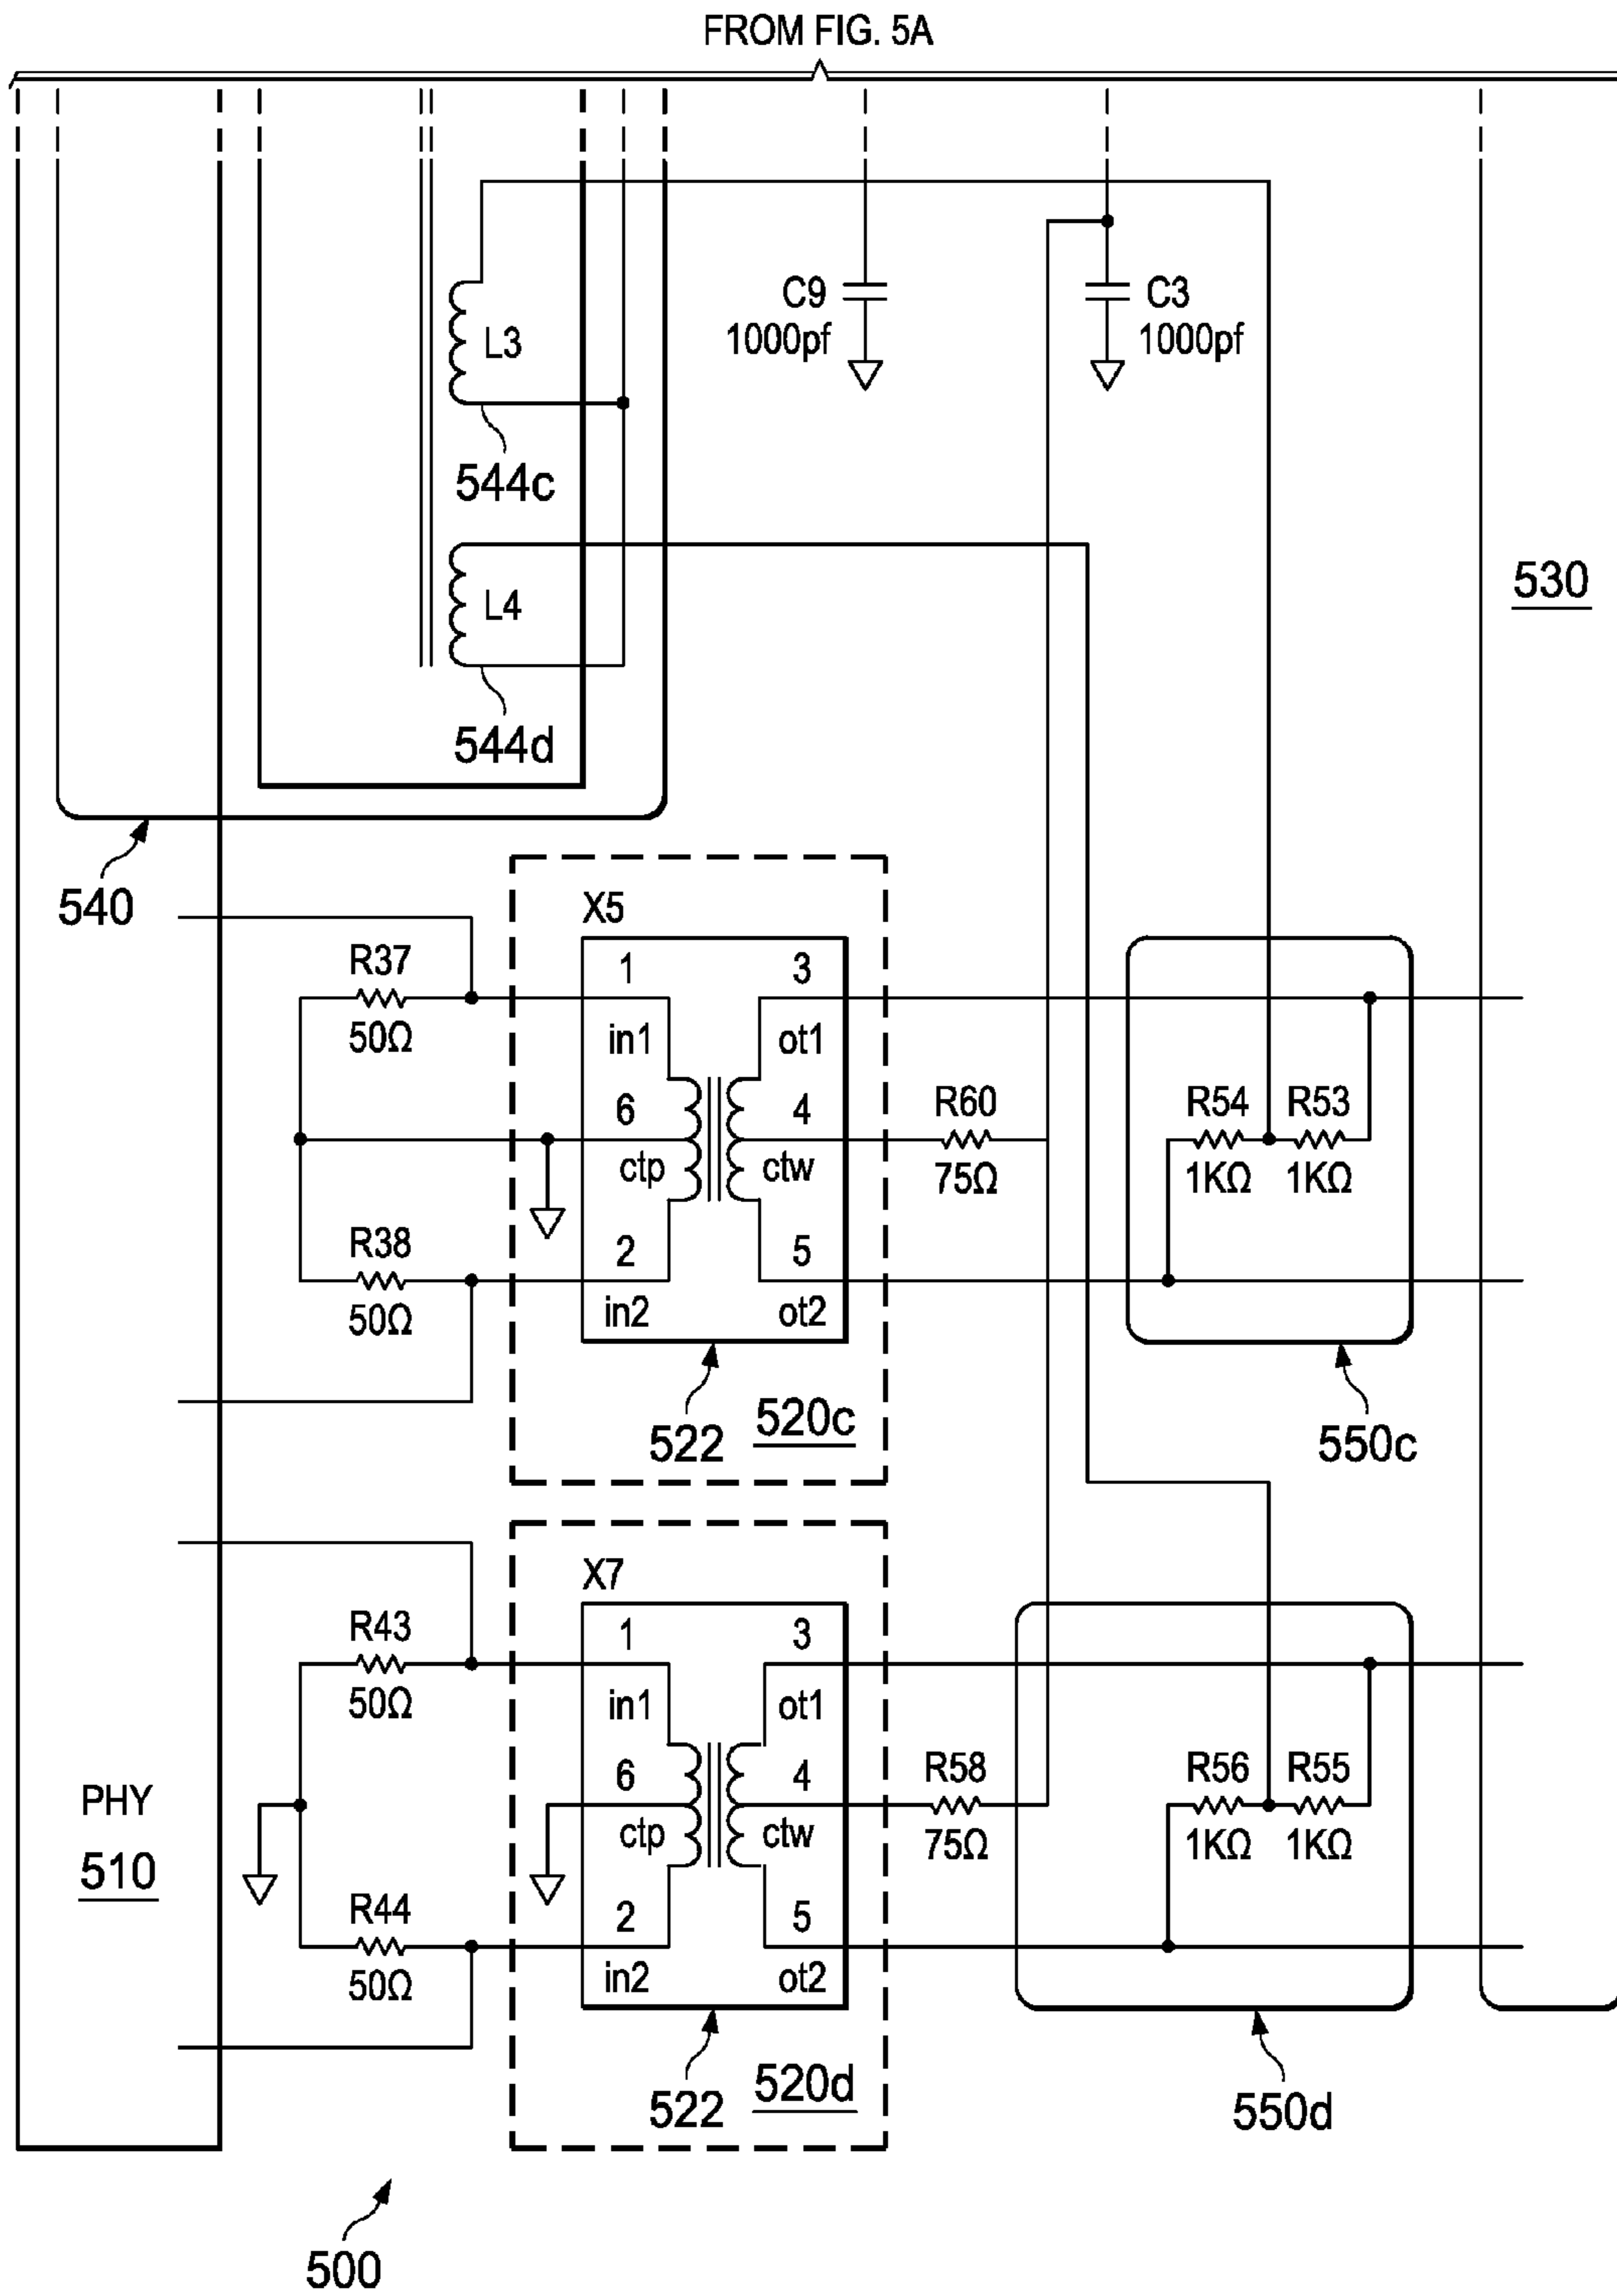 FROM FIG. 5A
C9
1000pf
C3
1000pf
L3
544c
L4
530
544d
540
X5
R37
50Ω
1
in1
3
ot1
6
ctp
4
ctw
R60
75Ω
R54
1KΩ
R53
1KΩ
R38
50Ω
2
in2
5
ot2
522
520c
550c
X7
R43
50Ω
1
in1
3
ot1
PHY
510
6
ctp
4
ctw
R58
75Ω
R56
1KΩ
R55
1KΩ
R44
50Ω
2
in2
5
ot2
522
520d
550d
500